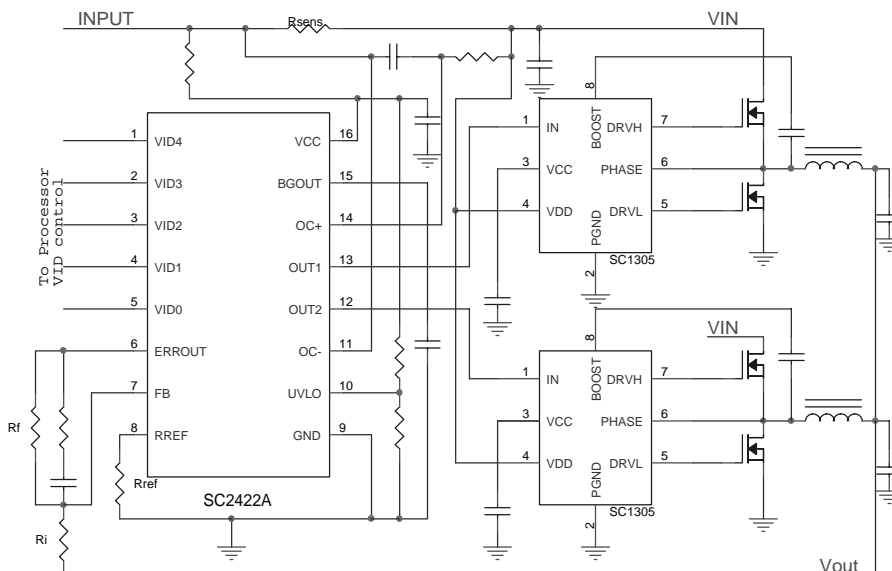 INPUT
Rsens
VIN
To Processor
VID control
1 VID4 VCC 16
2 VID3 BGOUT 15
3 VID2 OC+ 14
4 VID1 OUT1 13
5 VID0 OUT2 12
6 ERROUT OC- 11
7 FB UVLO 10
8 RREF GND 9
SC2422A
Rf
Rref
Ri
8
BOOST
1 IN DRVH 7
3 VCC PHASE 6
4 VDD DRVL 5
PGND
2
SC1305
VIN
8
BOOST
1 IN DRVH 7
3 VCC PHASE 6
4 VDD DRVL 5
PGND
2
SC1305
Vout